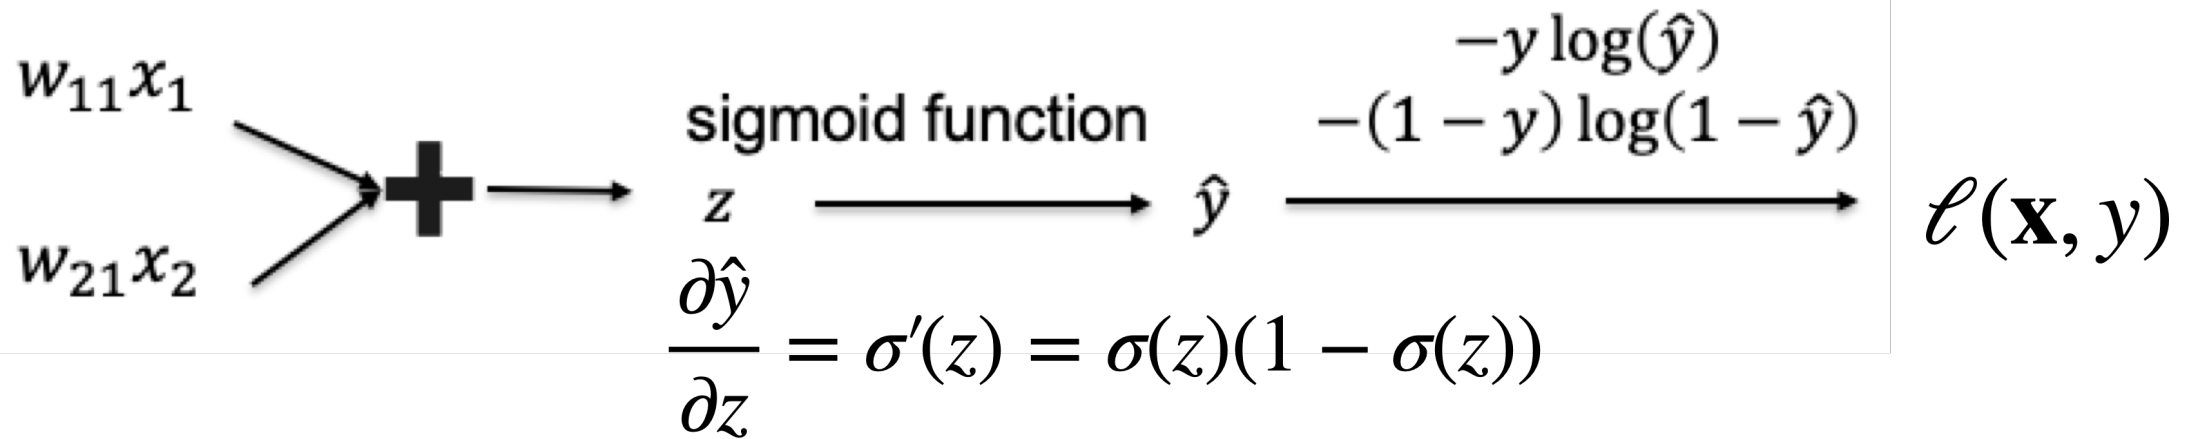 −y log(ŷ)
−(1 − y) log(1 − ŷ)
w₁₁x₁
sigmoid function
+
z
ŷ
ℓ(𝐱, y)
w₂₁x₂
∂ŷ/∂z = σ′(z) = σ(z)(1 − σ(z))